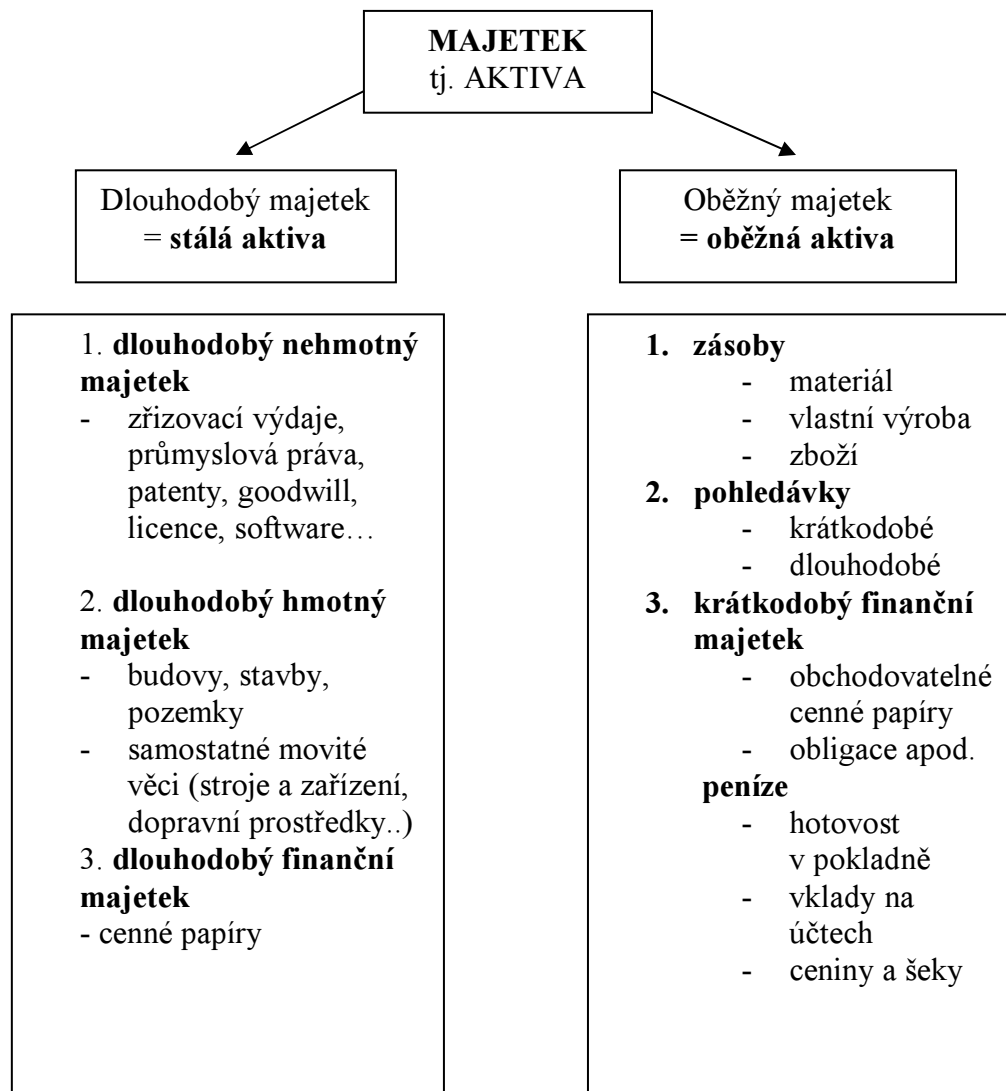 MAJETEK
tj. AKTIVA
Dlouhodobý majetek
= stálá aktiva
Oběžný majetek
= oběžná aktiva
1. dlouhodobý nehmotný
majetek
- zřizovací výdaje,
průmyslová práva,
patenty, goodwill,
licence, software…
2. dlouhodobý hmotný
majetek
- budovy, stavby,
pozemky
- samostatné movité
věci (stroje a zařízení,
dopravní prostředky..)
3. dlouhodobý finanční
majetek
- cenné papíry
1. zásoby
- materiál
- vlastní výroba
- zboží
2. pohledávky
- krátkodobé
- dlouhodobé
3. krátkodobý finanční
majetek
- obchodovatelné
cenné papíry
- obligace apod.
peníze
- hotovost
v pokladně
- vklady na
účtech
- ceniny a šeky